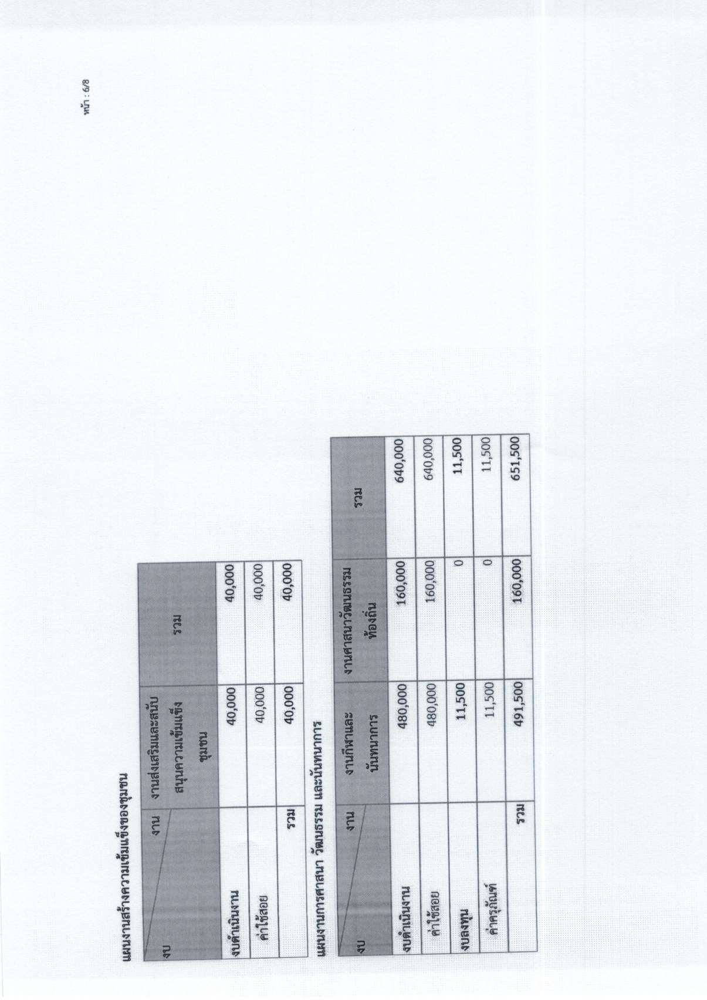 หน้า : 6/8
แผนงานสร้างความเข้มแข็งของชุมชน
งบ งาน งานส่งเสริมและสนับ รวม
สนุนความเข้มแข็ง
ชุมชน
งบดำเนินงาน 40,000 40,000
ค่าใช้สอย 40,000 40,000
รวม 40,000 40,000
แผนงานการศาสนา วัฒนธรรม และนันทนาการ
งบ งาน งานกีฬาและ งานศาสนาวัฒนธรรม รวม
นันทนาการ ท้องถิ่น
งบดำเนินงาน 480,000 160,000 640,000
ค่าใช้สอย 480,000 160,000 640,000
งบลงทุน 11,500 0 11,500
ค่าครุภัณฑ์ 11,500 0 11,500
รวม 491,500 160,000 651,500